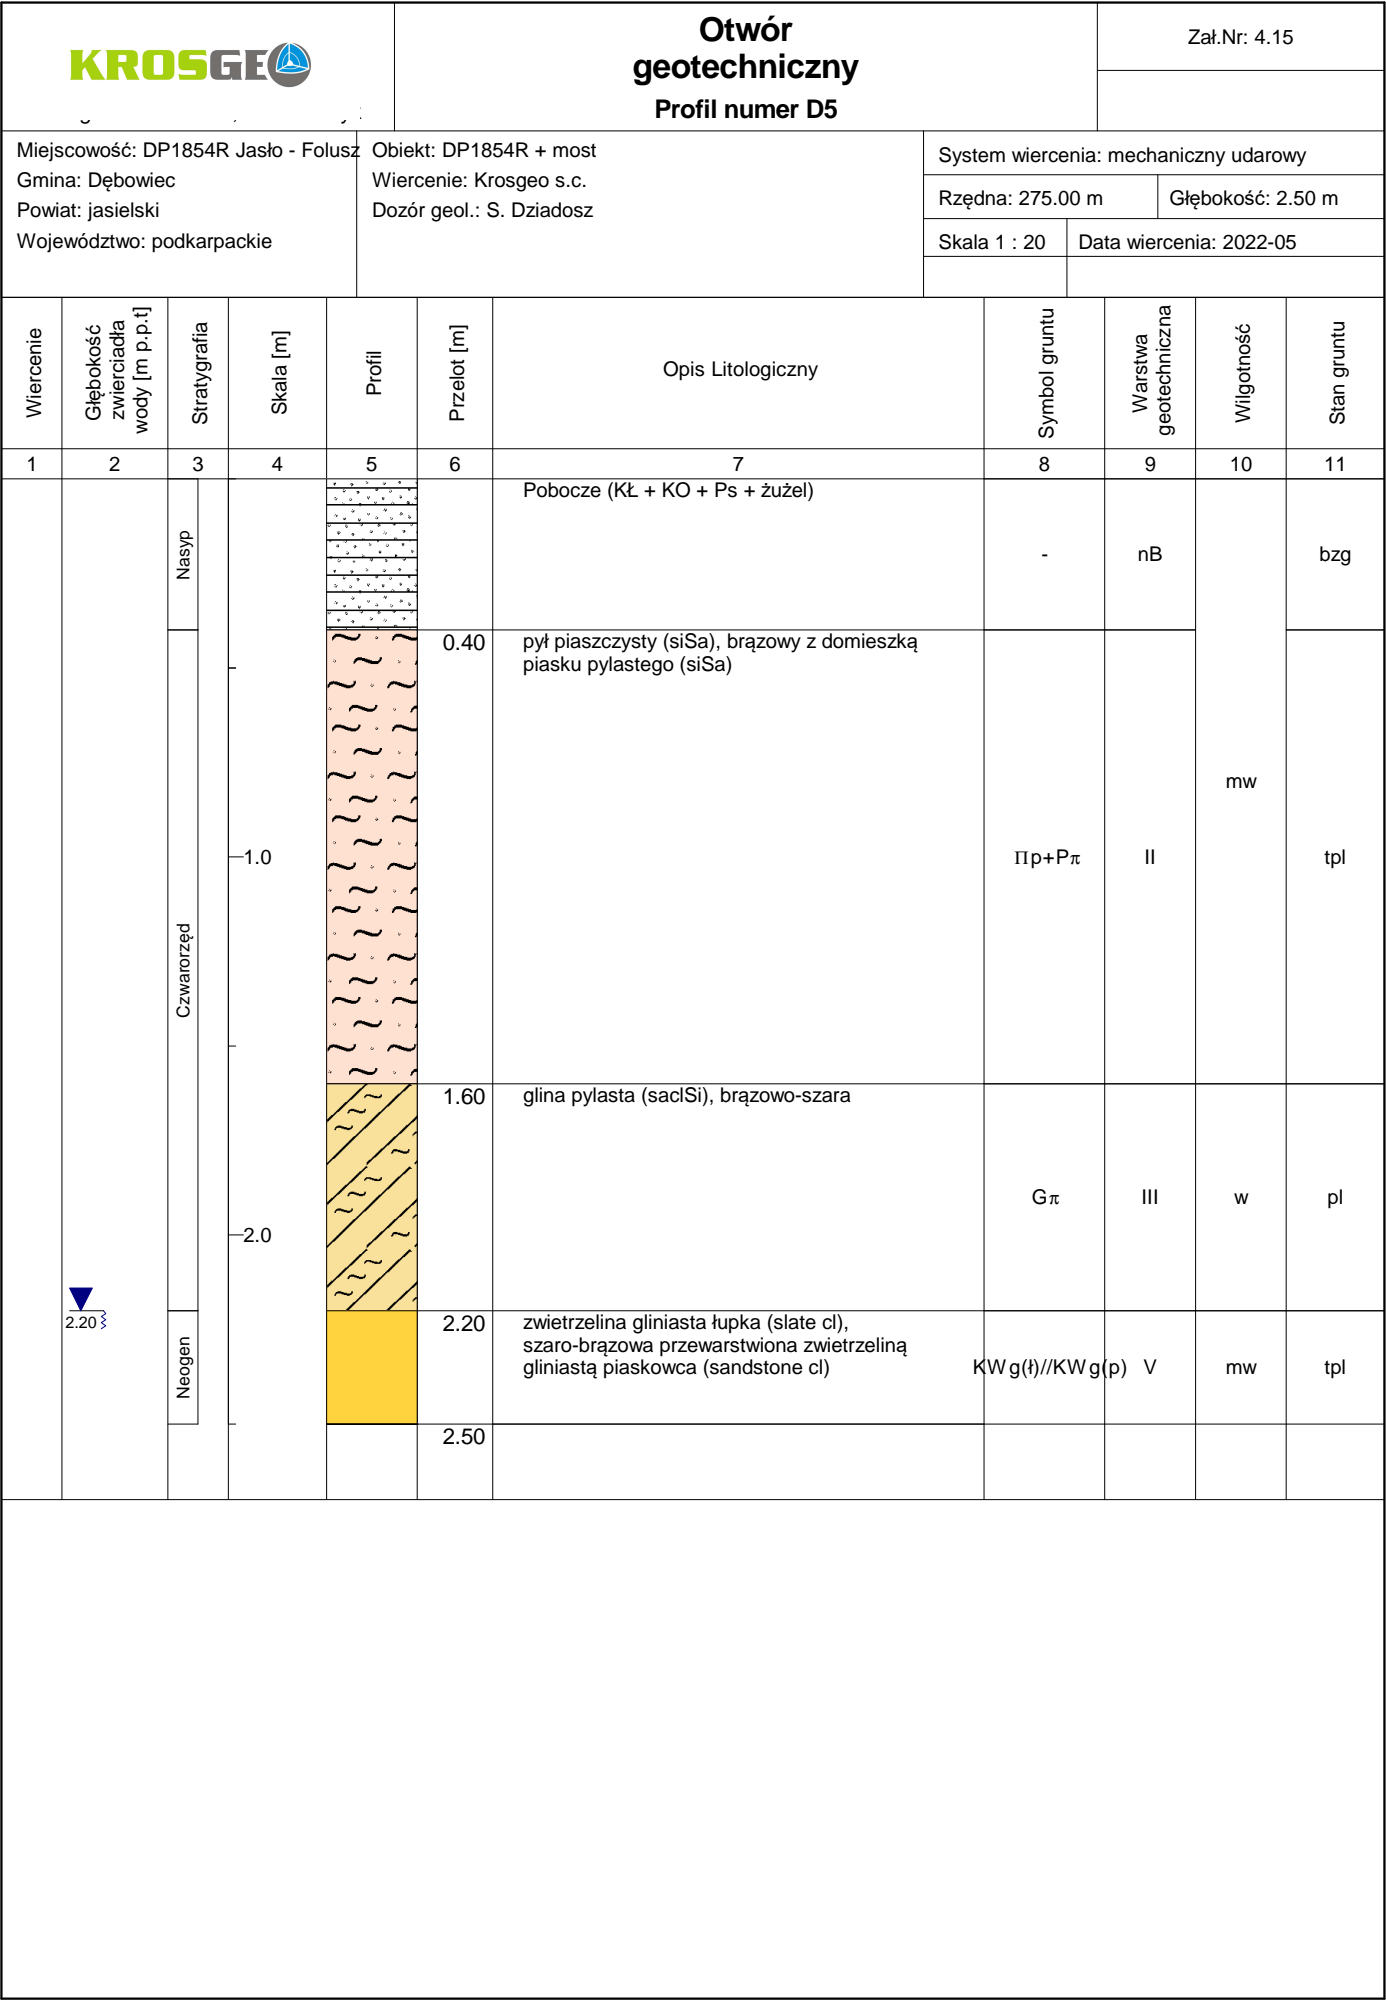 KROSGEO
Otwór
geotechniczny
Profil numer D5
Zał.Nr: 4.15
Miejscowość: DP1854R Jasło - Folusz
Gmina: Dębowiec
Powiat: jasielski
Województwo: podkarpackie
Obiekt: DP1854R + most
Wiercenie: Krosgeo s.c.
Dozór geol.: S. Dziadosz
System wiercenia: mechaniczny udarowy
Rzędna: 275.00 m
Głębokość: 2.50 m
Skala 1 : 20
Data wiercenia: 2022-05
Wiercenie
Głębokość
zwierciadła
wody [m p.p.t]
Stratygrafia
Skala [m]
Profil
Przelot [m]
Opis Litologiczny
Symbol gruntu
Warstwa
geotechniczna
Wilgotność
Stan gruntu
1 2 3 4 5 6 7 8 9 10 11
Nasyp
Pobocze (KŁ + KO + Ps + żużel)
-
nB
bzg
0.40
pył piaszczysty (siSa), brązowy z domieszką
piasku pylastego (siSa)
mw
1.0
Πp+Pπ
II
tpl
Czwarorzęd
1.60
glina pylasta (saclSi), brązowo-szara
Gπ
III
w
pl
2.0
2.20
Neogen
2.20
zwietrzelina gliniasta łupka (slate cl),
szaro-brązowa przewarstwiona zwietrzeliną
gliniastą piaskowca (sandstone cl)
KWg(ł)//KWg(p)
V
mw
tpl
2.50